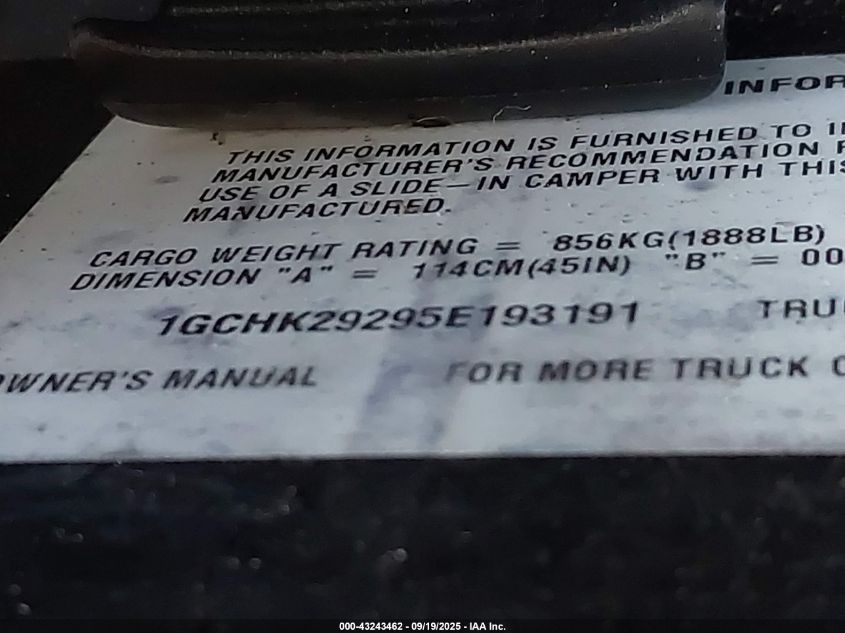 INFOR
THIS INFORMATION IS FURNISHED TO I
MANUFACTURER'S RECOMMENDATION F
USE OF A SLIDE-IN CAMPER WITH THIS
MANUFACTURED.
CARGO WEIGHT RATING = 856KG(1888LB)
DIMENSION "A" = 114CM(45IN) "B" = 00
1GCHK29295E193191 TRU
OWNER'S MANUAL FOR MORE TRUCK C
000-43243462 - 09/19/2025 - IAA Inc.